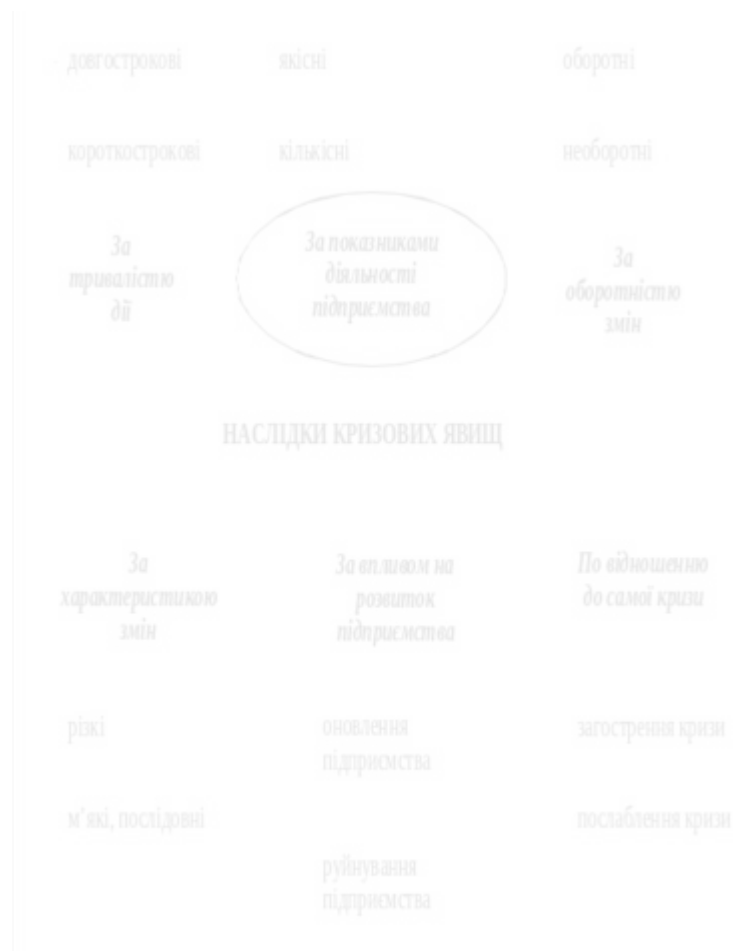 довгострокові
якісні
оборотні
короткострокові
кількісні
необоротні
За
тривалістю
дії
За показниками
діяльності
підприємства
За
оборотністю
змін
НАСЛІДКИ КРИЗОВИХ ЯВИЩ
За
характеристикою
змін
За впливом на
розвиток
підприємства
По відношенню
до самої кризи
різкі
оновлення
підприємства
загострення кризи
м’які, послідовні
послаблення кризи
руйнування
підприємства